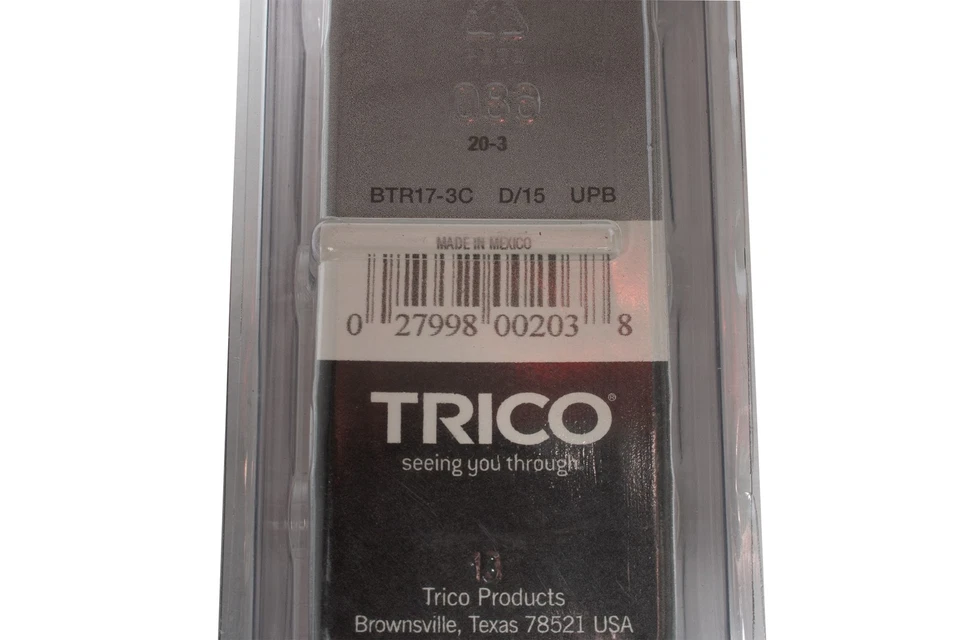 089
20-3
BTR17-3C D/15 UPB
MADE IN MEXICO
0 27998 00203 8
TRICO®
seeing you through
Trico Products
Brownsville, Texas 78521 USA